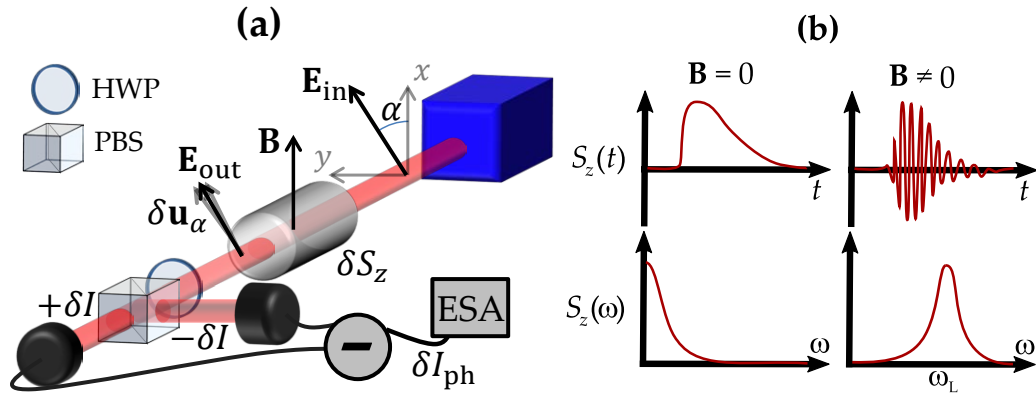 (a)
HWP
PBS
E_in
α
x
y
B
E_out
δu_α
δS_z
+δI
−δI
ESA
−
δI_ph
(b)
B = 0
B ≠ 0
S_z(t)
t
t
S_z(ω)
ω
ω
ω_L